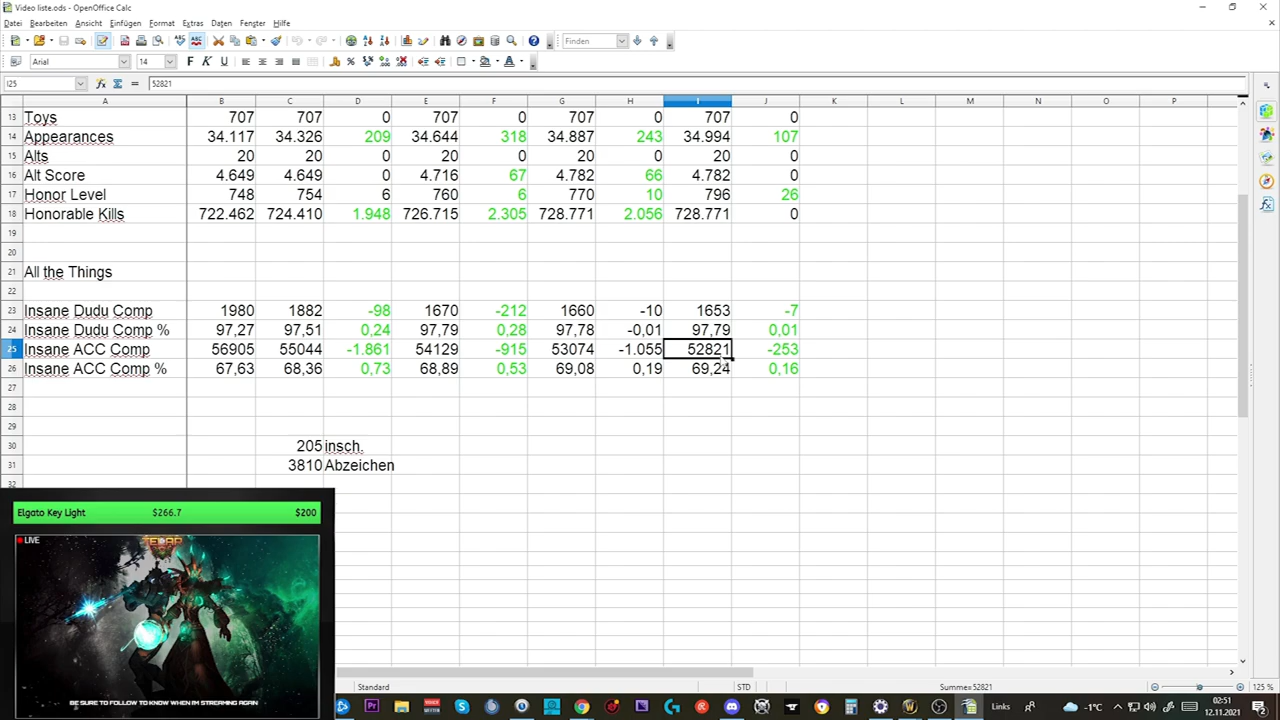 Video liste.ods - OpenOffice Calc
Datei Bearbeiten Ansicht Einfügen Format Extras Daten Fenster Hilfe
Finden
Arial 14
I25 52821
A B C D E F G H I J K L M N O P
13 Toys 707 707 0 707 0 707 0 707 0
14 Appearances 34.117 34.326 209 34.644 318 34.887 243 34.994 107
15 Alts 20 20 0 20 0 20 0 20 0
16 Alt Score 4.649 4.649 0 4.716 67 4.782 66 4.782 0
17 Honor Level 748 754 6 760 6 770 10 796 26
18 Honorable Kills 722.462 724.410 1.948 726.715 2.305 728.771 2.056 728.771 0
19
20
21 All the Things
22
23 Insane Dudu Comp 1980 1882 -98 1670 -212 1660 -10 1653 -7
24 Insane Dudu Comp % 97,27 97,51 0,24 97,79 0,28 97,78 -0,01 97,79 0,01
25 Insane ACC Comp 56905 55044 -1.861 54129 -915 53074 -1.055 52821 -253
26 Insane ACC Comp % 67,63 68,36 0,73 68,89 0,53 69,08 0,19 69,24 0,16
27
28
29
30 205 insch.
31 3810 Abzeichen
32
Elgato Key Light $266.7 $200
LIVE
BE SURE TO FOLLOW TO KNOW WHEN I'M STREAMING AGAIN
Standard STD Summe=52821 125 %
Links -1°C 02:51
12.11.2021